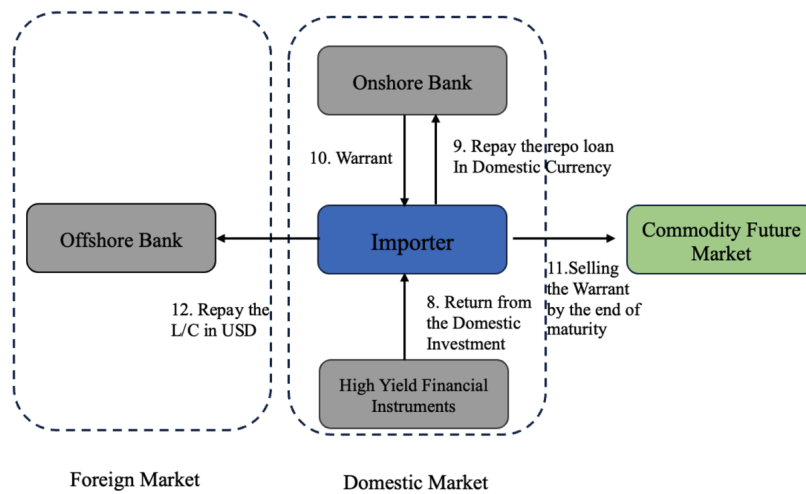 Onshore Bank
10. Warrant
9. Repay the repo loan
In Domestic Currency
Offshore Bank
Importer
Commodity Future
Market
12. Repay the
L/C in USD
8. Return from
the Domestic
Investment
11.Selling
the Warrant
by the end of
maturity
High Yield Financial
Instruments
Foreign Market
Domestic Market